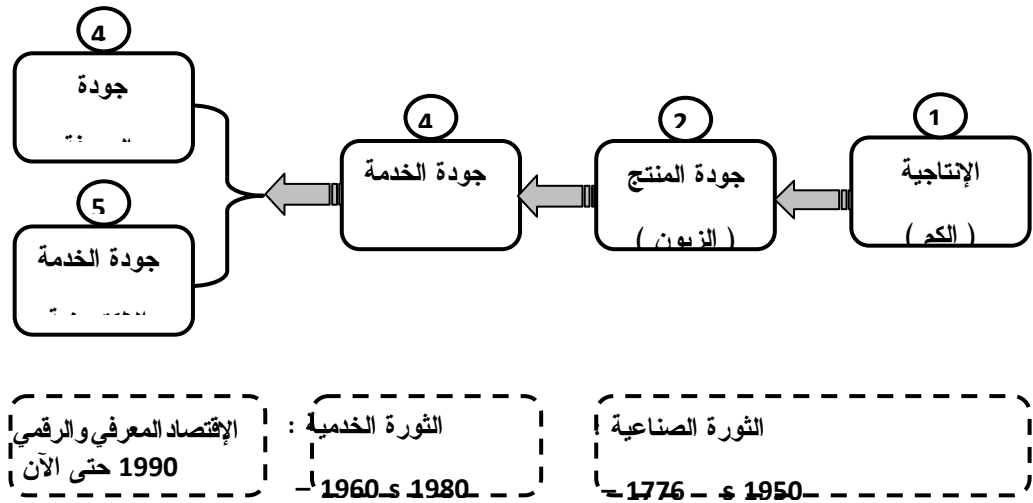 1
الإنتاجية
( الكم )
2
جودة المنتج
( الزبون )
4
جودة الخدمة
4
جودة
5
جودة الخدمة
الثورة الصناعية :
1776 – 1950 s –
الثورة الخدمية :
1960 s 1980 –
الإقتصاد المعرفي والرقمي
1990 حتى الآن